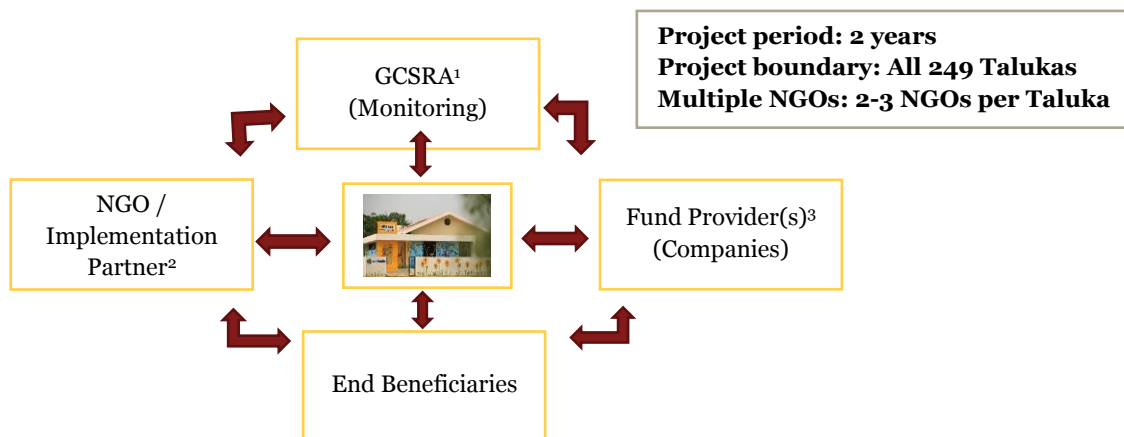 Project period: 2 years
Project boundary: All 249 Talukas
Multiple NGOs: 2-3 NGOs per Taluka
GCSRA¹
(Monitoring)
NGO /
Implementation
Partner²
Fund Provider(s)³
(Companies)
End Beneficiaries